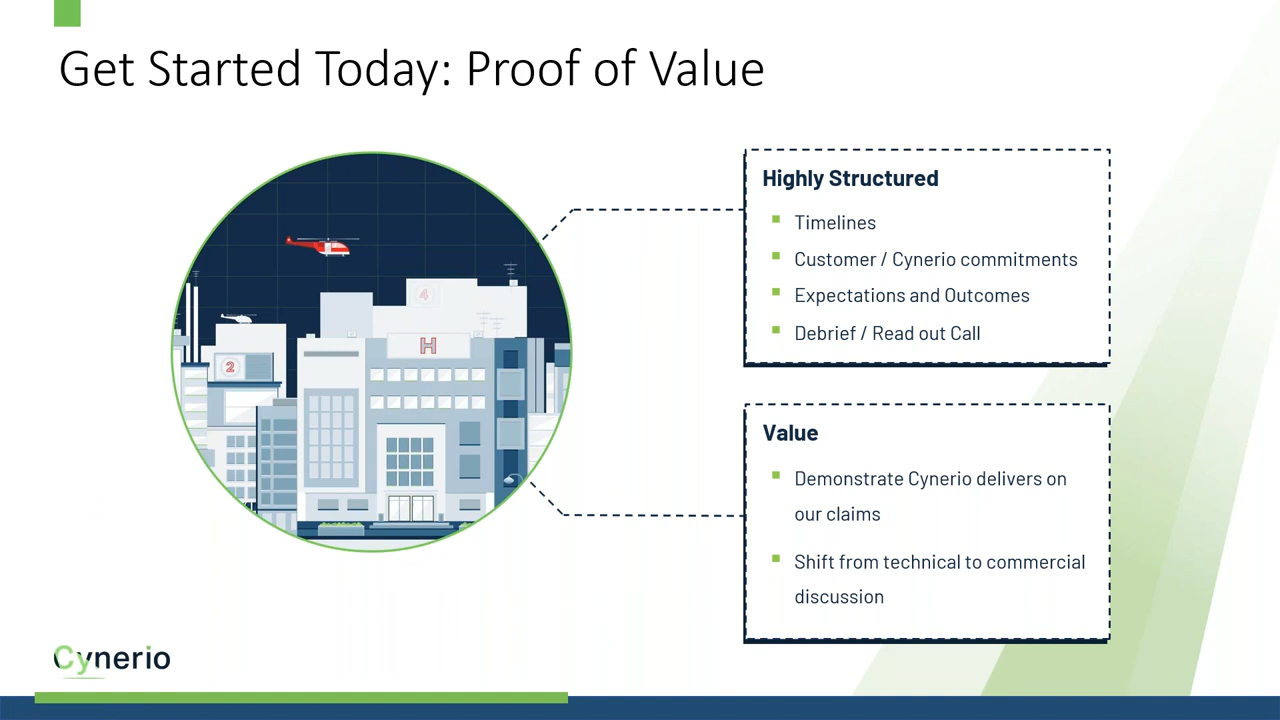 Get Started Today: Proof of Value
4
H
2
Highly Structured
Timelines
Customer / Cynerio commitments
Expectations and Outcomes
Debrief / Read out Call
Value
Demonstrate Cynerio delivers on
our claims
Shift from technical to commercial
discussion
Cynerio